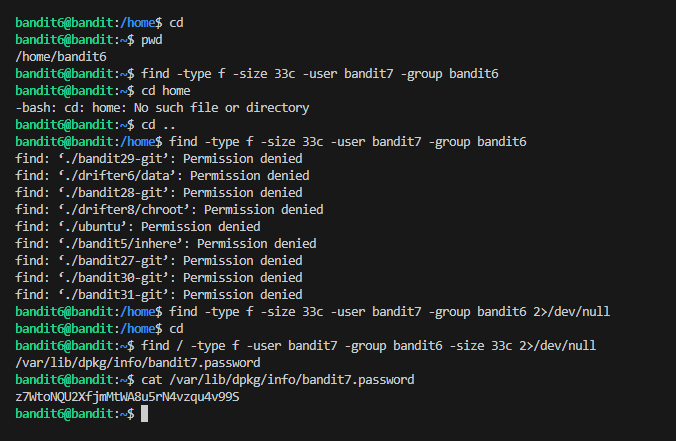 bandit6@bandit:/home$ cd
bandit6@bandit:~$ pwd
/home/bandit6
bandit6@bandit:~$ find -type f -size 33c -user bandit7 -group bandit6
bandit6@bandit:~$ cd home
-bash: cd: home: No such file or directory
bandit6@bandit:~$ cd ..
bandit6@bandit:/home$ find -type f -size 33c -user bandit7 -group bandit6
find: ‘./bandit29-git’: Permission denied
find: ‘./drifter6/data’: Permission denied
find: ‘./bandit28-git’: Permission denied
find: ‘./drifter8/chroot’: Permission denied
find: ‘./ubuntu’: Permission denied
find: ‘./bandit5/inhere’: Permission denied
find: ‘./bandit27-git’: Permission denied
find: ‘./bandit30-git’: Permission denied
find: ‘./bandit31-git’: Permission denied
bandit6@bandit:/home$ find -type f -size 33c -user bandit7 -group bandit6 2>/dev/null
bandit6@bandit:/home$ cd
bandit6@bandit:~$ find / -type f -user bandit7 -group bandit6 -size 33c 2>/dev/null
/var/lib/dpkg/info/bandit7.password
bandit6@bandit:~$ cat /var/lib/dpkg/info/bandit7.password
z7WtoNQU2XfjmMtWA8u5rN4vzqu4v99S
bandit6@bandit:~$